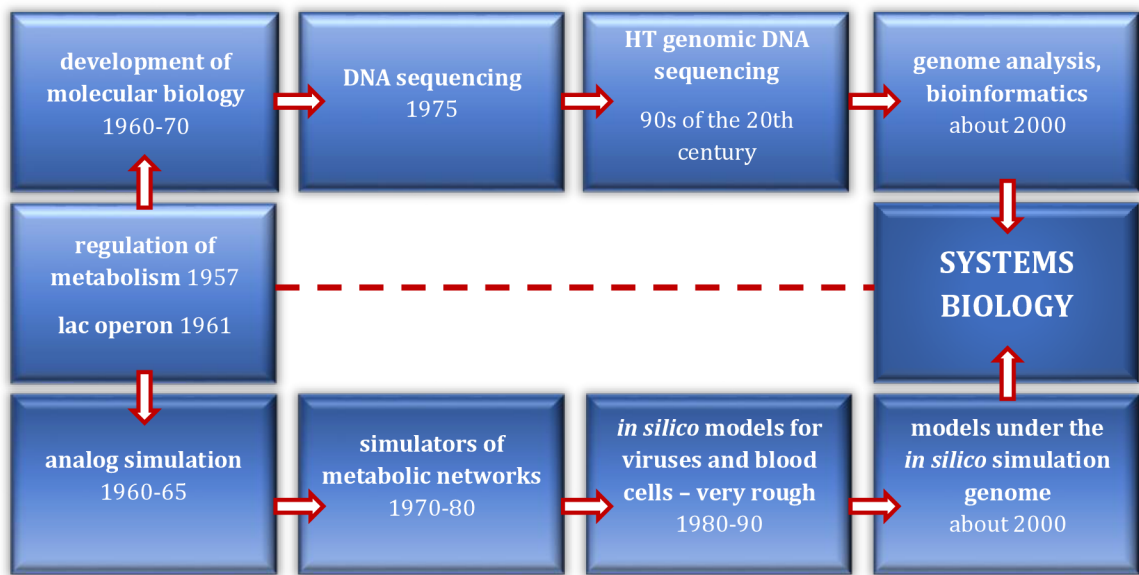 development of
molecular biology
1960-70
DNA sequencing
1975
HT genomic DNA
sequencing
90s of the 20th
century
genome analysis,
bioinformatics
about 2000
regulation of
metabolism 1957
lac operon 1961
SYSTEMS
BIOLOGY
analog simulation
1960-65
simulators of
metabolic networks
1970-80
in silico models for
viruses and blood
cells – very rough
1980-90
models under the
in silico simulation
genome
about 2000